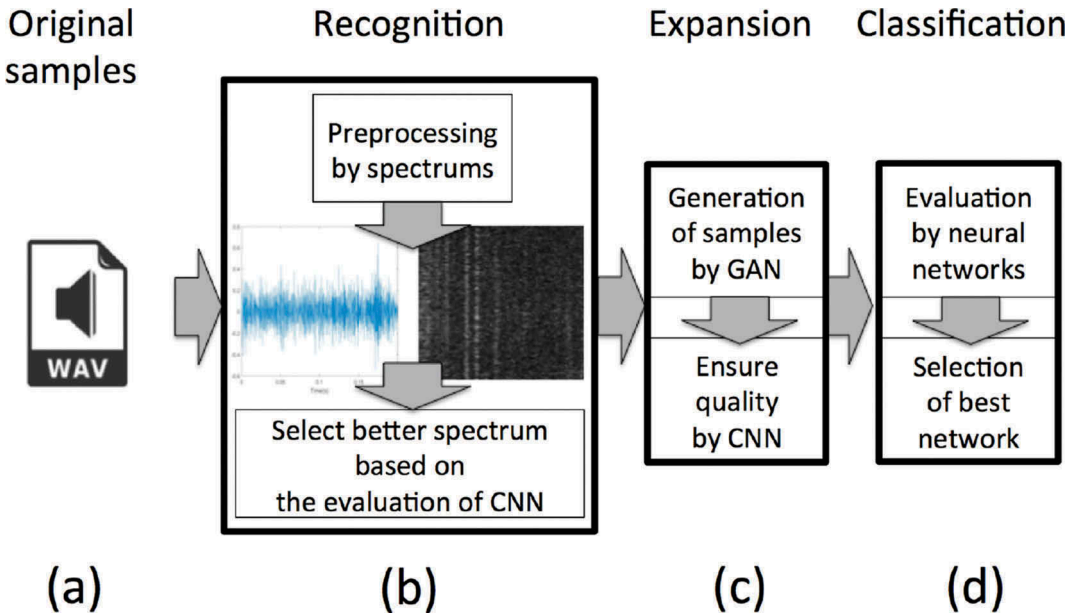 Original
samples
Recognition
Expansion
Classification
WAV
Preprocessing
by spectrums
Time(s)
Select better spectrum
based on
the evaluation of CNN
Generation
of samples
by GAN
Ensure
quality
by CNN
Evaluation
by neural
networks
Selection
of best
network
(a)
(b)
(c)
(d)